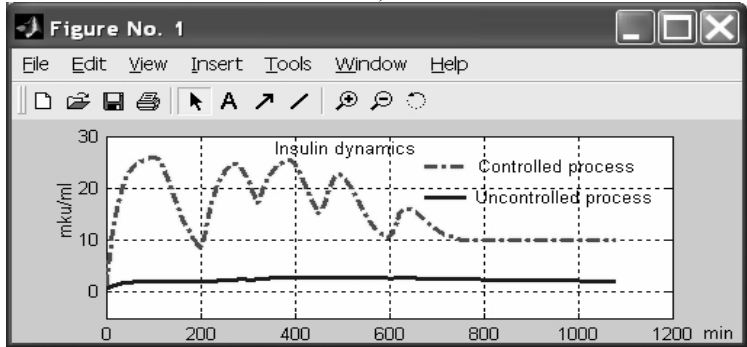 Figure No. 1
File Edit View Insert Tools Window Help
A
30
Insulin dynamics
Controlled process
20
Uncontrolled process
mku/ml
10
0
0 200 400 600 800 1000 1200 min